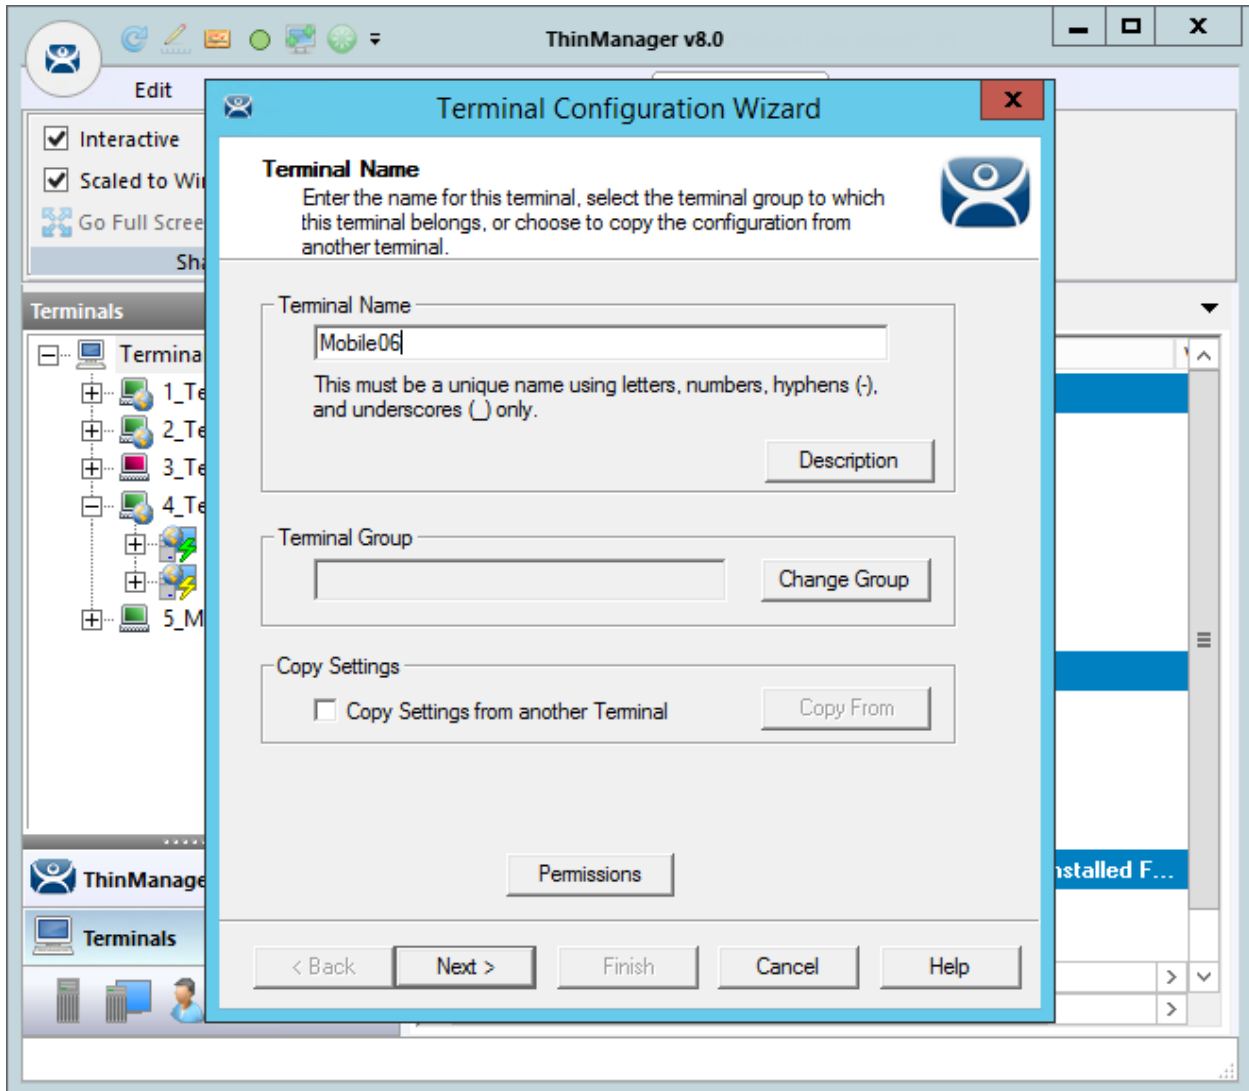 ThinManager v8.0
Edit
Terminal Configuration Wizard
Interactive
Scaled to Wi
Go Full Scree
Sha
Terminal Name
Enter the name for this terminal, select the terminal group to which
this terminal belongs, or choose to copy the configuration from
another terminal.
Terminals
Termina
1_Te
2_Te
3_Te
4_Te
5_M
Terminal Name
Mobile06
This must be a unique name using letters, numbers, hyphens (-),
and underscores (_) only.
Description
Terminal Group
Change Group
Copy Settings
Copy Settings from another Terminal
Copy From
Permissions
ThinManage
nstalled F...
Terminals
< Back
Next >
Finish
Cancel
Help